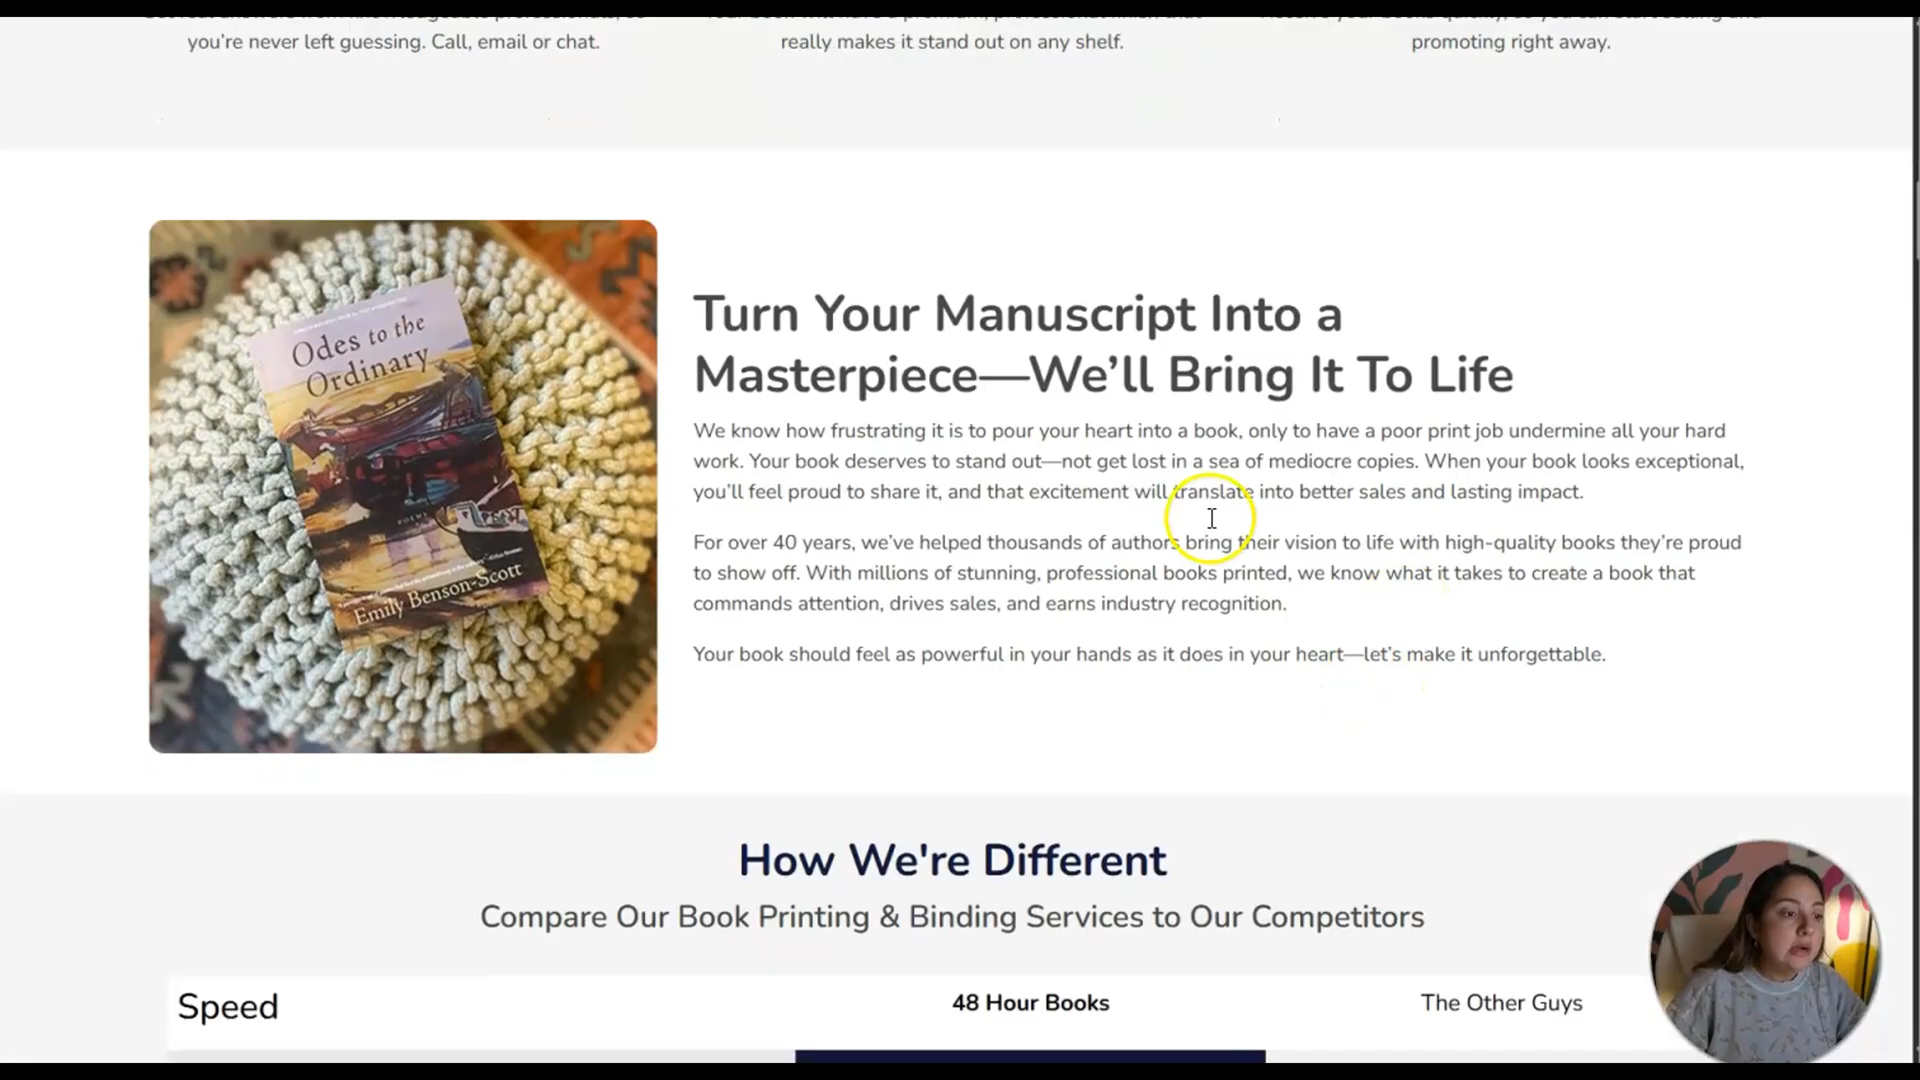 you're never left guessing. Call, email or chat.
really makes it stand out on any shelf.
promoting right away.
Odes to the
Ordinary
POEMS
Emily Benson-Scott
Turn Your Manuscript Into a
Masterpiece—We’ll Bring It To Life
We know how frustrating it is to pour your heart into a book, only to have a poor print job undermine all your hard
work. Your book deserves to stand out—not get lost in a sea of mediocre copies. When your book looks exceptional,
you’ll feel proud to share it, and that excitement will translate into better sales and lasting impact.
For over 40 years, we’ve helped thousands of authors bring their vision to life with high-quality books they’re proud
to show off. With millions of stunning, professional books printed, we know what it takes to create a book that
commands attention, drives sales, and earns industry recognition.
Your book should feel as powerful in your hands as it does in your heart—let’s make it unforgettable.
How We're Different
Compare Our Book Printing & Binding Services to Our Competitors
Speed
48 Hour Books
The Other Guys